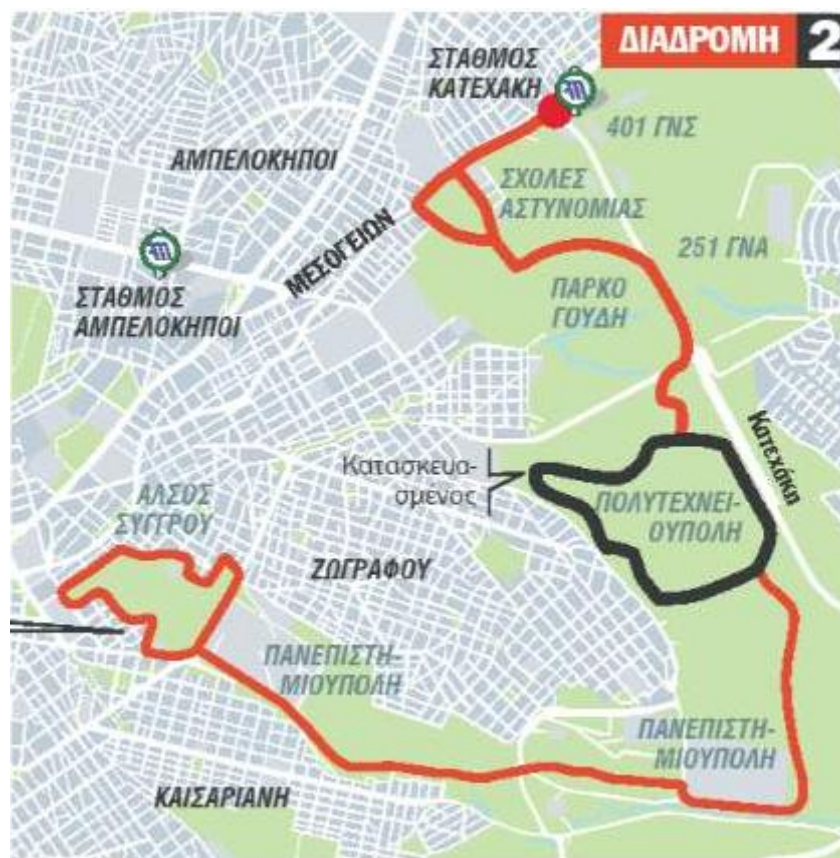 ΔΙΑΔΡΟΜΗ 2
ΣΤΑΘΜΟΣ
ΚΑΤΕΧΑΚΗ
401 ΓΝΣ
ΑΜΠΕΛΟΚΗΠΟΙ
ΣΧΟΛΕΣ
ΑΣΤΥΝΟΜΙΑΣ
ΜΕΣΟΓΕΙΩΝ
251 ΓΝΑ
ΣΤΑΘΜΟΣ
ΑΜΠΕΛΟΚΗΠΟΙ
ΠΑΡΚΟ
ΓΟΥΔΗ
Κατεχάκη
Κατασκευα-
σμένος
ΠΟΛΥΤΕΧΝΕΙ-
ΟΥΠΟΛΗ
ΑΛΣΟΣ
ΣΥΓΓΡΟΥ
ΖΩΓΡΑΦΟΥ
ΠΑΝΕΠΙΣΤΗ-
ΜΙΟΥΠΟΛΗ
ΠΑΝΕΠΙΣΤΗ-
ΜΙΟΥΠΟΛΗ
ΚΑΙΣΑΡΙΑΝΗ